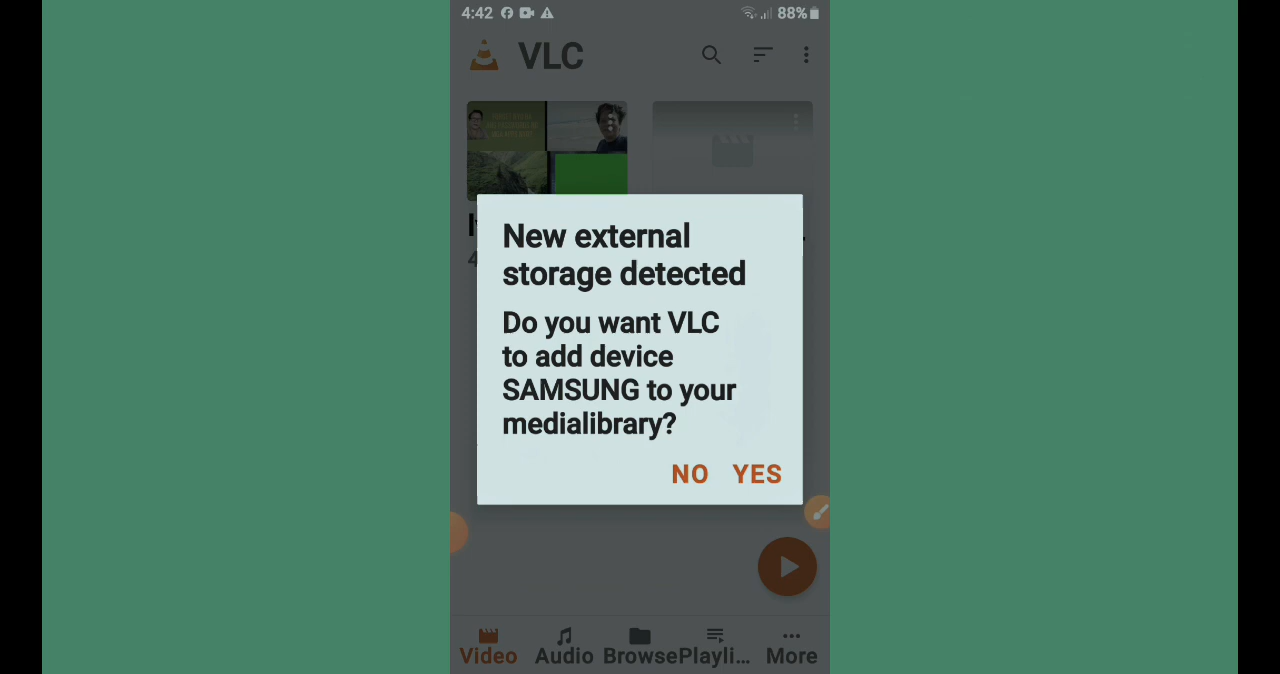 4:42
88%
VLC
New external
storage detected
Do you want VLC
to add device
SAMSUNG to your
medialibrary?
NO YES
Video Audio Browse Playli... More